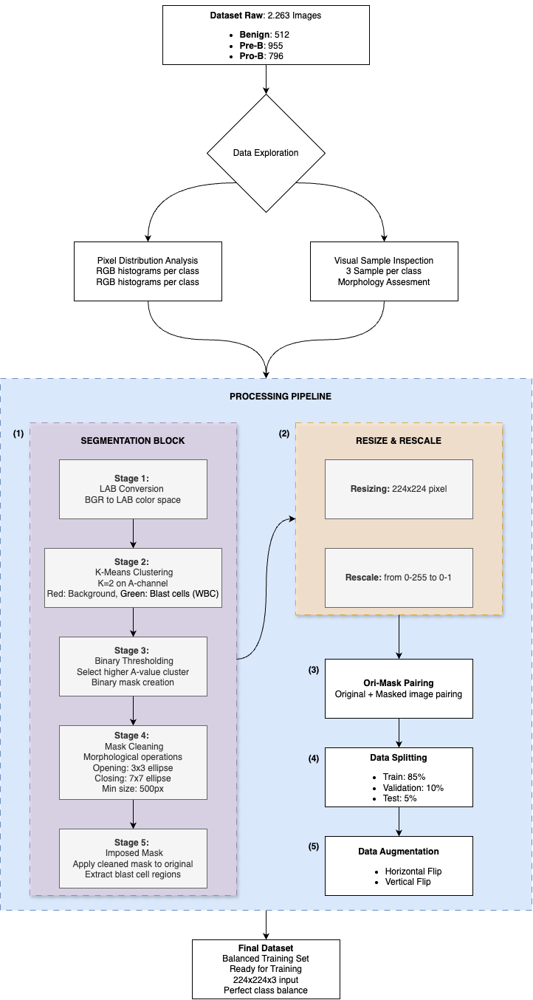 Dataset Raw: 2.263 Images
• Benign: 512
• Pre-B: 955
• Pro-B: 796
Data Exploration
Pixel Distribution Analysis
RGB histograms per class
RGB histograms per class
Visual Sample Inspection
3 Sample per class
Morphology Assesment
PROCESSING PIPELINE
(1)
SEGMENTATION BLOCK
Stage 1:
LAB Conversion
BGR to LAB color space
Stage 2:
K-Means Clustering
K=2 on A-channel
Red: Background, Green: Blast cells (WBC)
Stage 3:
Binary Thresholding
Select higher A-value cluster
Binary mask creation
Stage 4:
Mask Cleaning
Morphological operations
Opening: 3x3 ellipse
Closing: 7x7 ellipse
Min size: 500px
Stage 5:
Imposed Mask
Apply cleaned mask to original
Extract blast cell regions
(2)
RESIZE & RESCALE
Resizing: 224x224 pixel
Rescale: from 0-255 to 0-1
(3)
Ori-Mask Pairing
Original + Masked image pairing
(4)
Data Splitting
• Train: 85%
• Validation: 10%
• Test: 5%
(5)
Data Augmentation
• Horizontal Flip
• Vertical Flip
Final Dataset
Balanced Training Set
Ready for Training
224x224x3 input
Perfect class balance